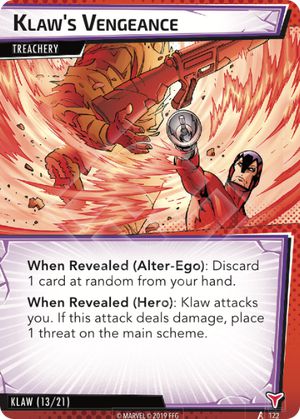 KLAW'S VENGEANCE
TREACHERY
When Revealed (Alter-Ego): Discard
1 card at random from your hand.
When Revealed (Hero): Klaw attacks
you. If this attack deals damage, place
1 threat on the main scheme.
KLAW (13/21)
© MARVEL © 2019 FFG
122